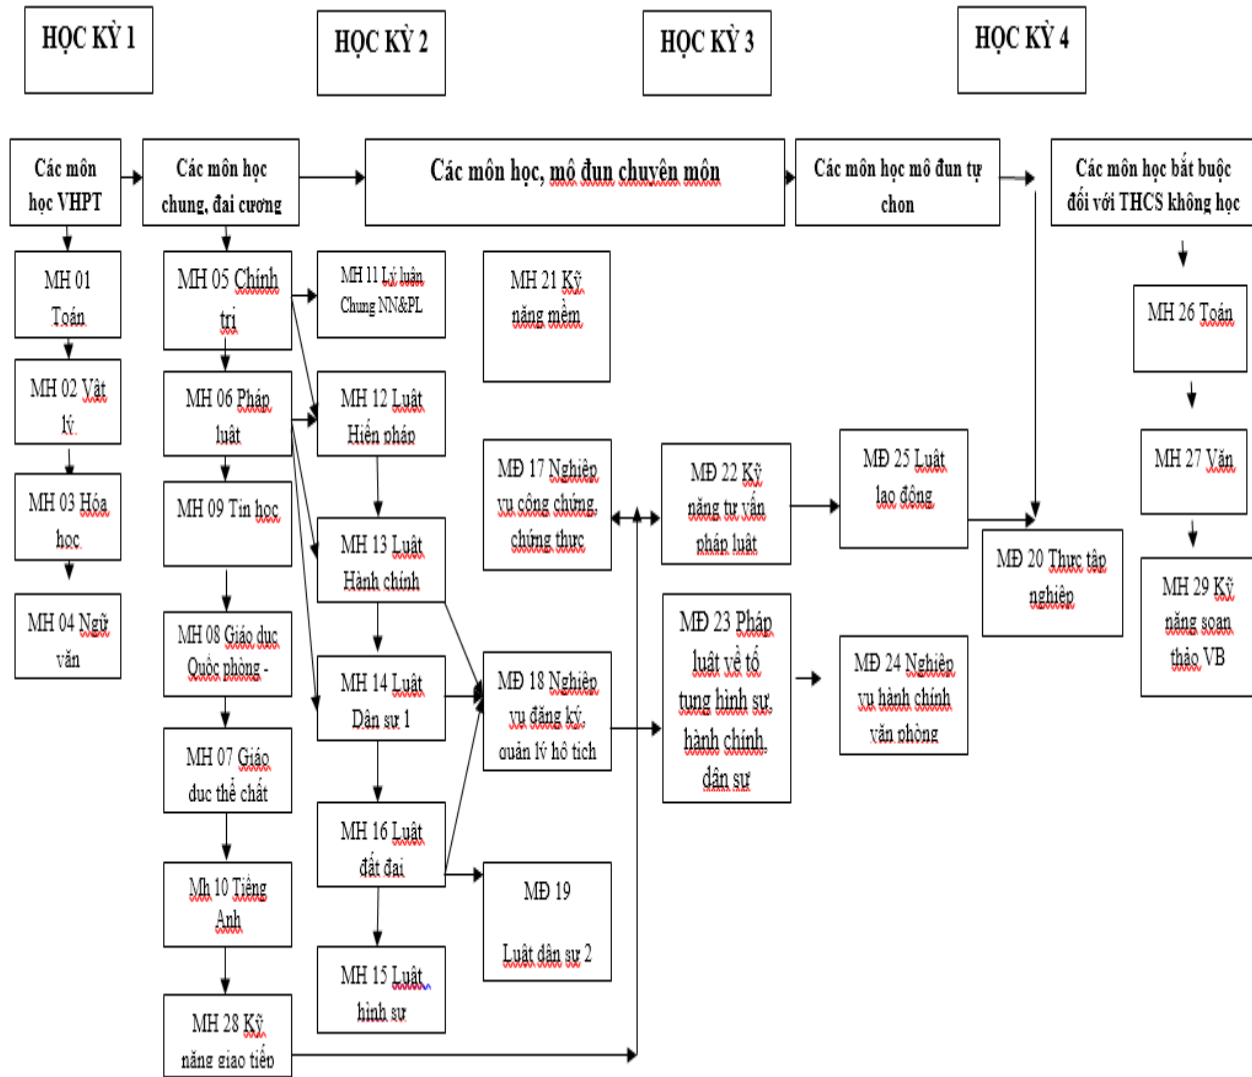 HỌC KỲ 1
HỌC KỲ 2
HỌC KỲ 3
HỌC KỲ 4
Các môn
học VHPT
Các môn học
chung, đai cương
Các môn học, mô đun chuyên môn
Các môn học mô đun tự
chon
Các môn học bắt buộc
đối với THCS không học
MH 01
Toán
MH 02 Vật
lý
MH 03 Hóa
học
MH 04 Ngữ
văn
MH 05 Chính
trị
MH 06 Pháp
luật
MH 09 Tin học
MH 08 Giáo dục
Quốc phòng -
MH 07 Giáo
dục thể chất
Mh 10 Tiếng
Anh
MH 28 Kỹ
năng giao tiếp
MH 11 Lý luận
Chung NN&PL
MH 12 Luật
Hiến pháp
MH 13 Luật
Hành chính
MH 14 Luật
Dân sự 1
MH 16 Luật
đất đai
MH 15 Luật
hình sự
MH 21 Kỹ
năng mềm
MĐ 17 Nghiệp
vụ công chứng,
chứng thực
MĐ 18 Nghiệp
vụ đăng ký,
quản lý hộ tịch
MĐ 19
Luật dân sự 2
MĐ 22 Kỹ
năng tư vấn
pháp luật
MĐ 23 Pháp
luật về tố
tụng hình sự,
hành chính,
dân sự
MĐ 25 Luật
lao động
MĐ 24 Nghiệp
vụ hành chính
văn phòng
MĐ 20 Thực tập
nghiệp
MH 26 Toán
MH 27 Văn
MH 29 Kỹ
năng soạn
thảo VB